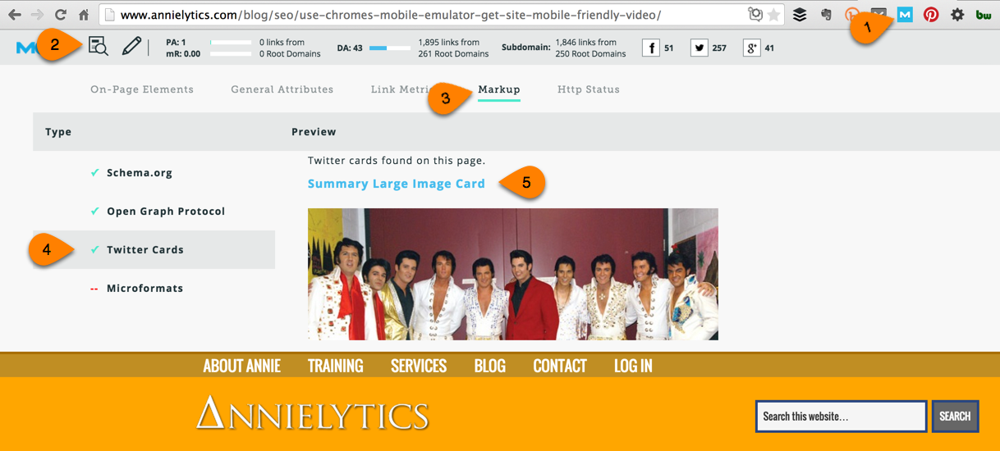 www.annielytics.com/blog/seo/use-chromes-mobile-emulator-get-site-mobile-friendly-video/
1
bw
2
PA: 1
mR: 0.00
0 links from
0 Root Domains
DA: 43
1,895 links from
261 Root Domains
Subdomain:
1,846 links from
250 Root Domains
f
51
257
g+
41
On-Page Elements
General Attributes
Link Metri
3
Markup
Http Status
Type
Preview
Twitter cards found on this page.
Schema.org
Summary Large Image Card
5
Open Graph Protocol
4
Twitter Cards
-- Microformats
ABOUT ANNIE
TRAINING
SERVICES
BLOG
CONTACT
LOG IN
ANNIELYTICS
Search this website...
SEARCH